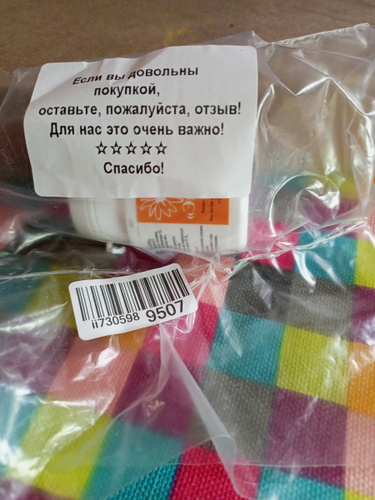 Если вы довольны
покупкой,
оставьте, пожалуйста, отзыв!
Для нас это очень важно!
☆☆☆☆☆
Спасибо!
ii730598 9507